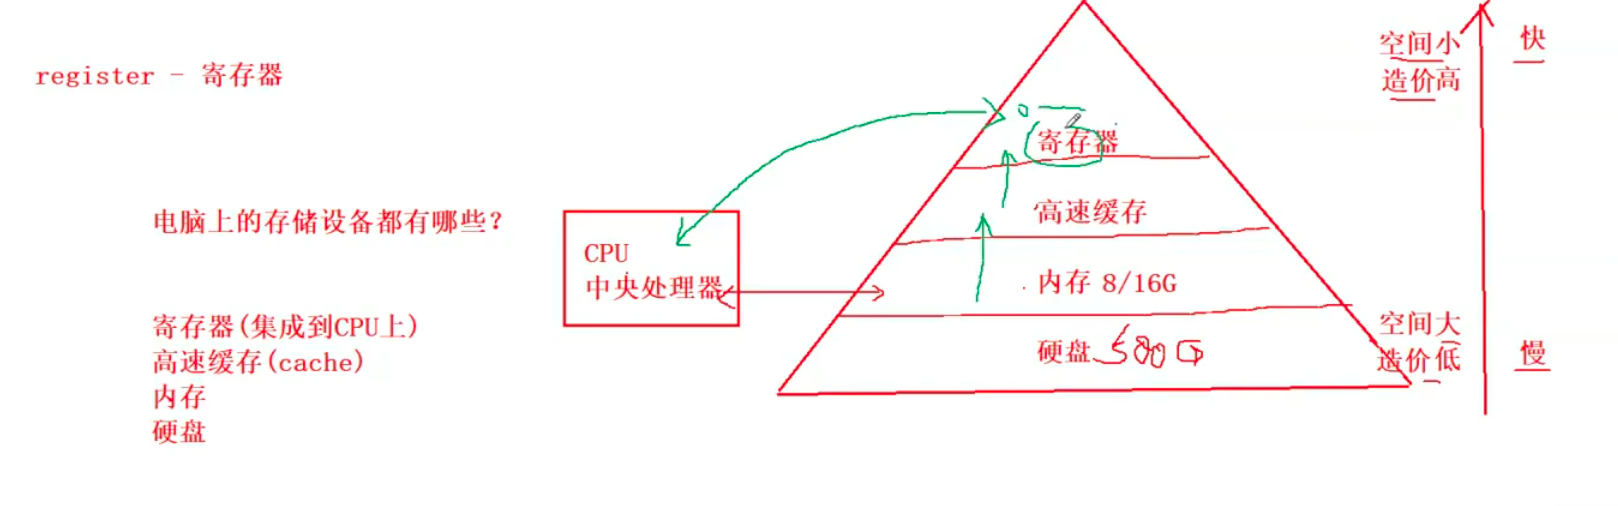 register - 寄存器
电脑上的存储设备都有哪些?
寄存器(集成到CPU上)
高速缓存(cache)
内存
硬盘
CPU
中央处理器
寄存器
高速缓存
内存 8/16G
硬盘 500G
空间小
造价高
快
空间大
造价低
慢